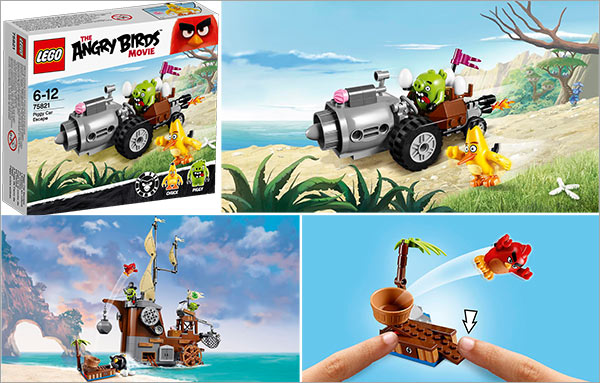 LEGO
THE
ANGRY BIRDS
MOVIE
6-12
75821
Piggy Car
Escape
CHUCK
PIGGY